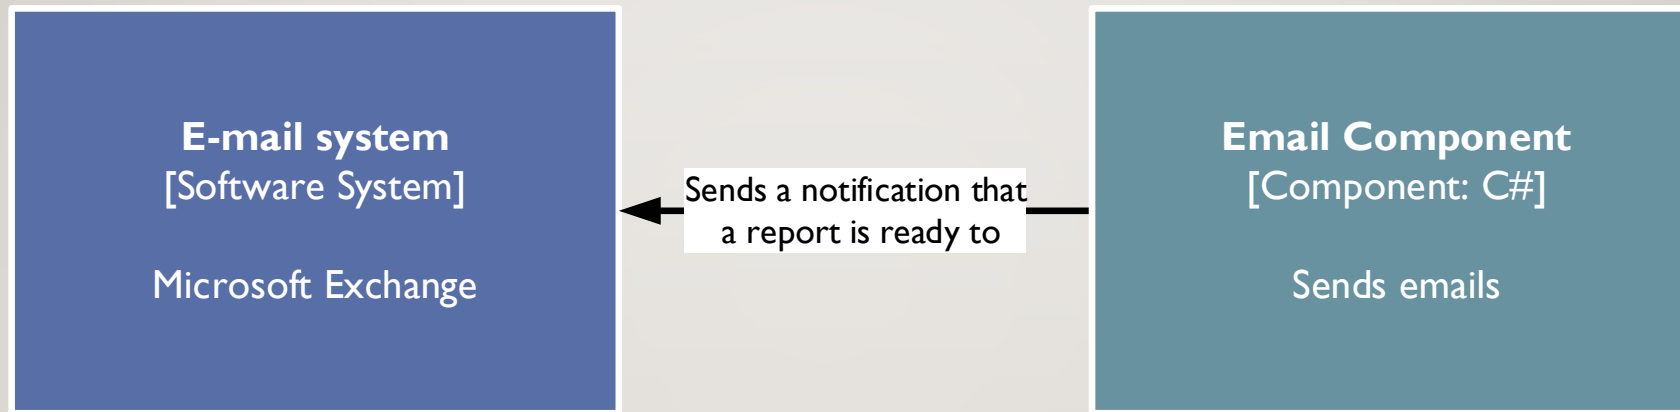 E-mail system
[Software System]
Microsoft Exchange
Sends a notification that
a report is ready to
Email Component
[Component: C#]
Sends emails